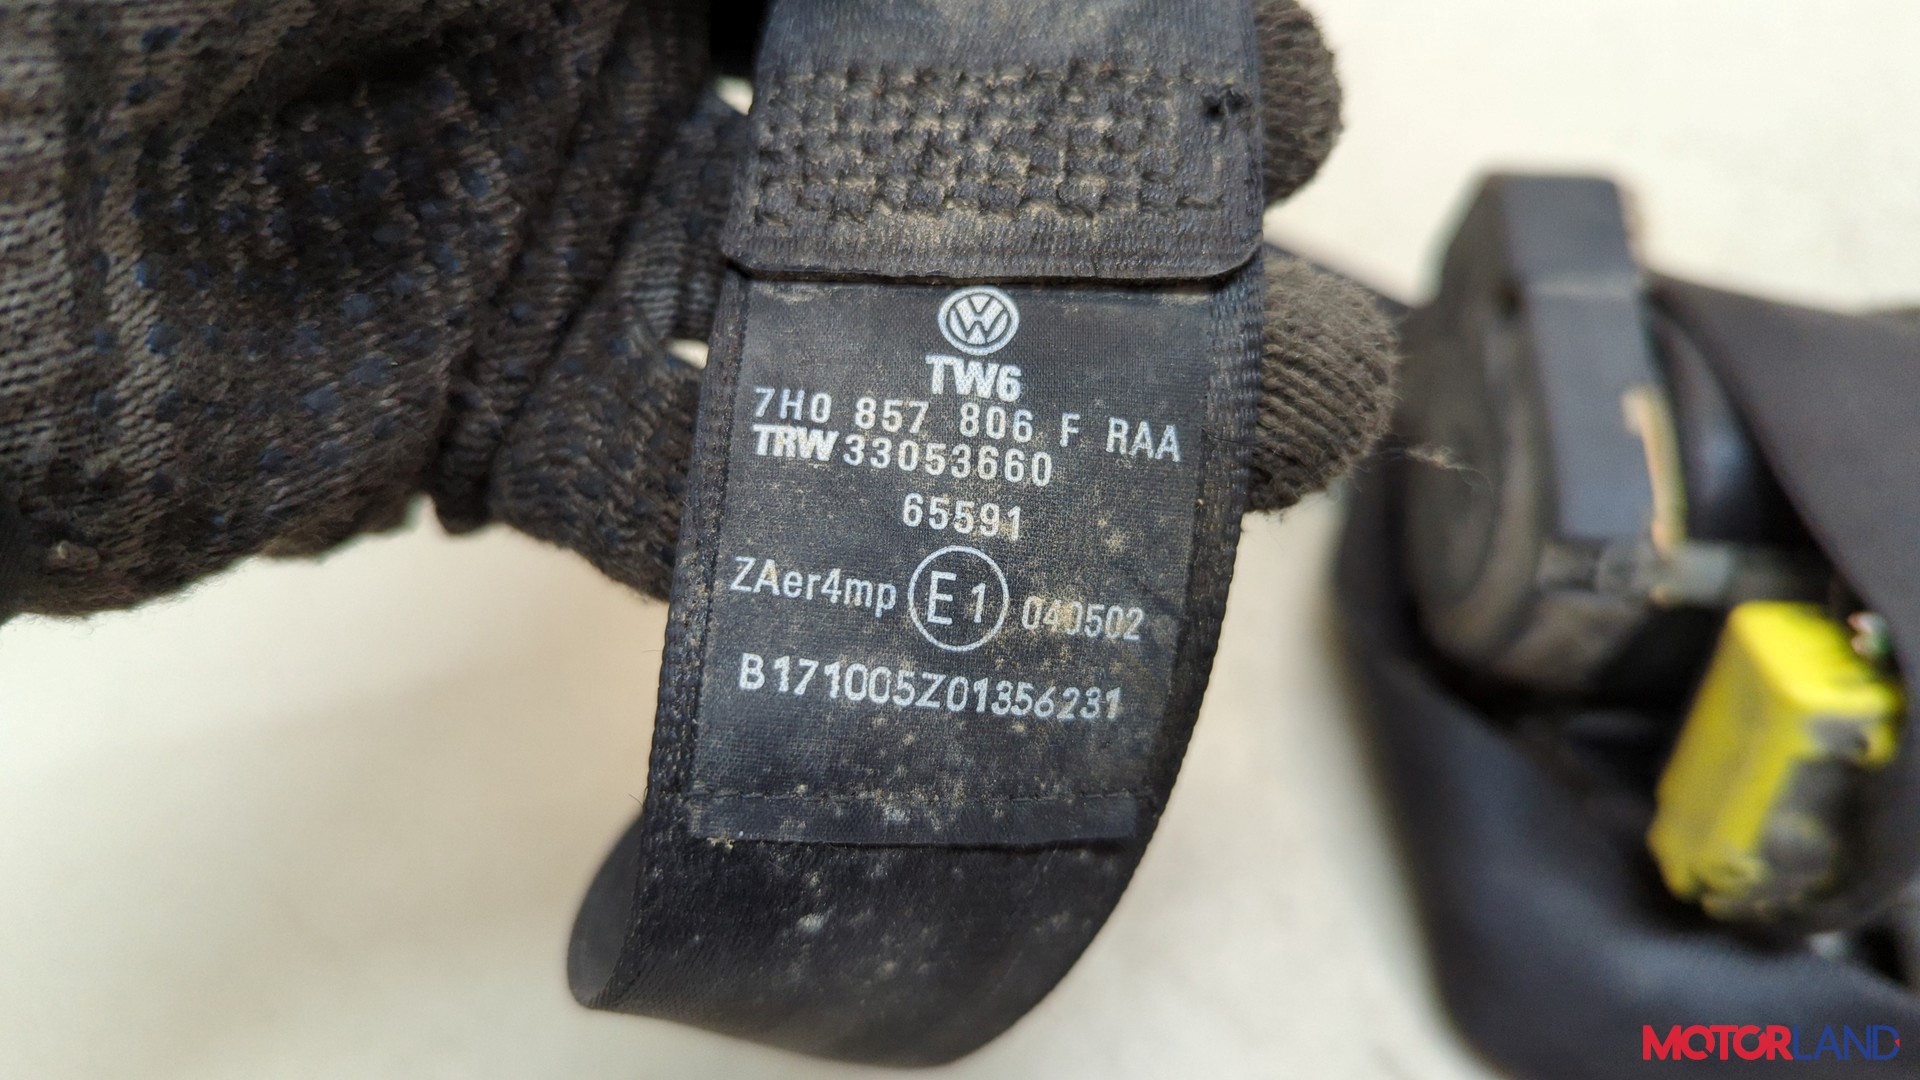 TW6
7H0 857 806 F RAA
TRW 33053660
65591
ZAer4mp E1 040502
B171005Z01356231
MOTORLAND